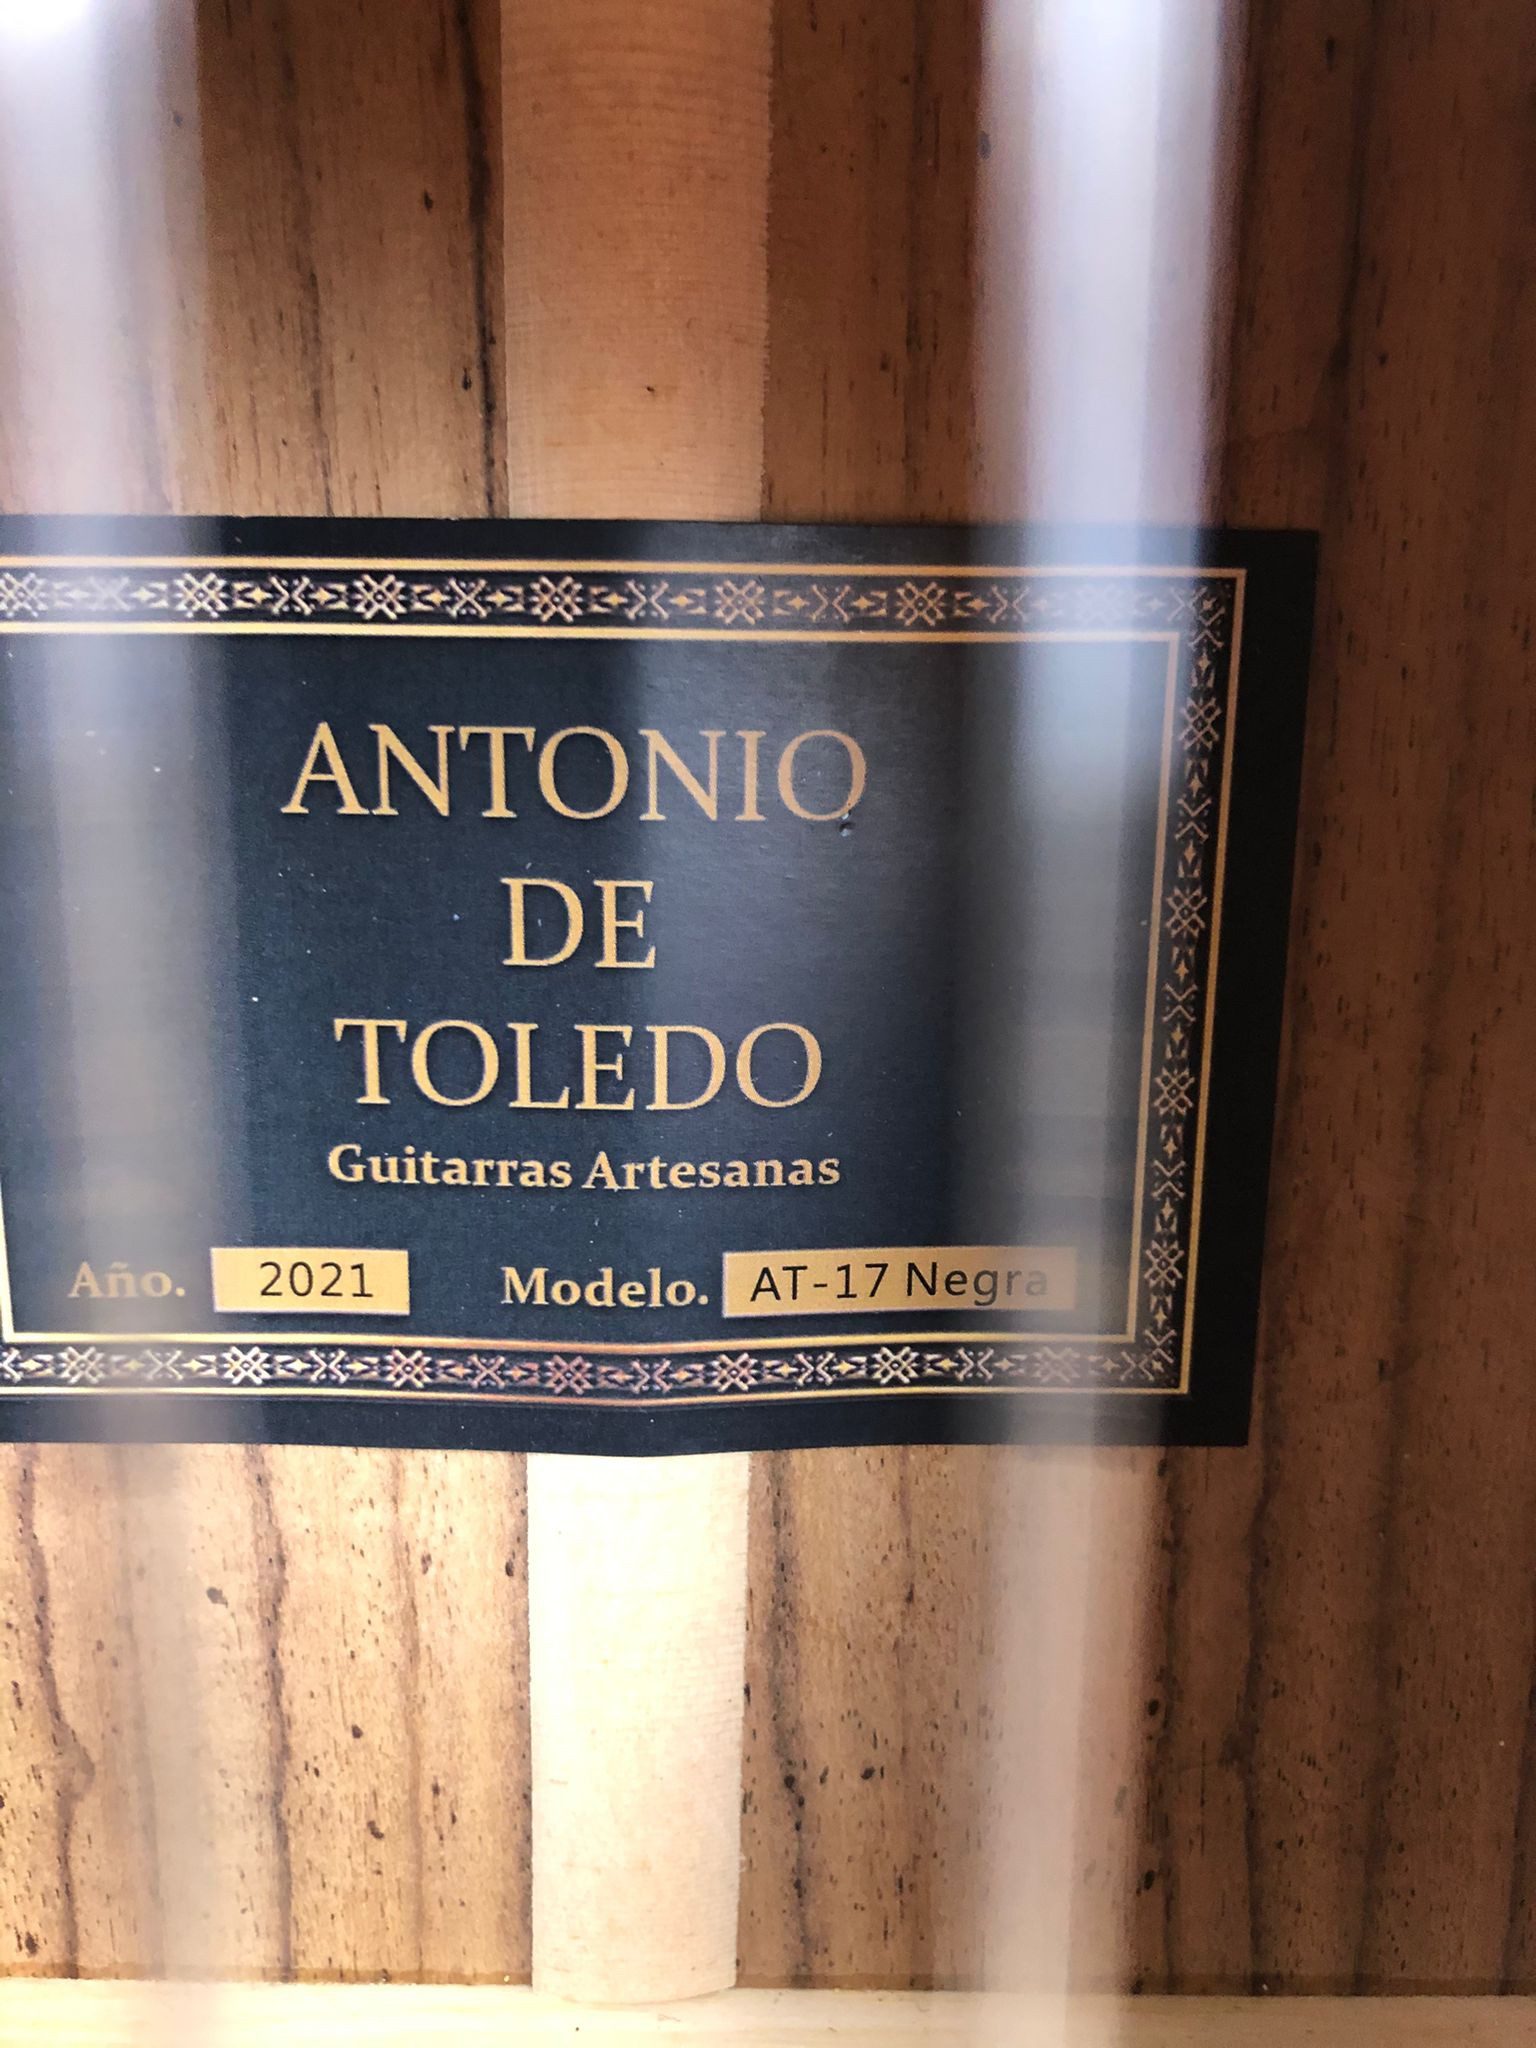 ANTONIO
DE
TOLEDO
Guitarras Artesanas
Año. 2021 Modelo. AT-17 Negra